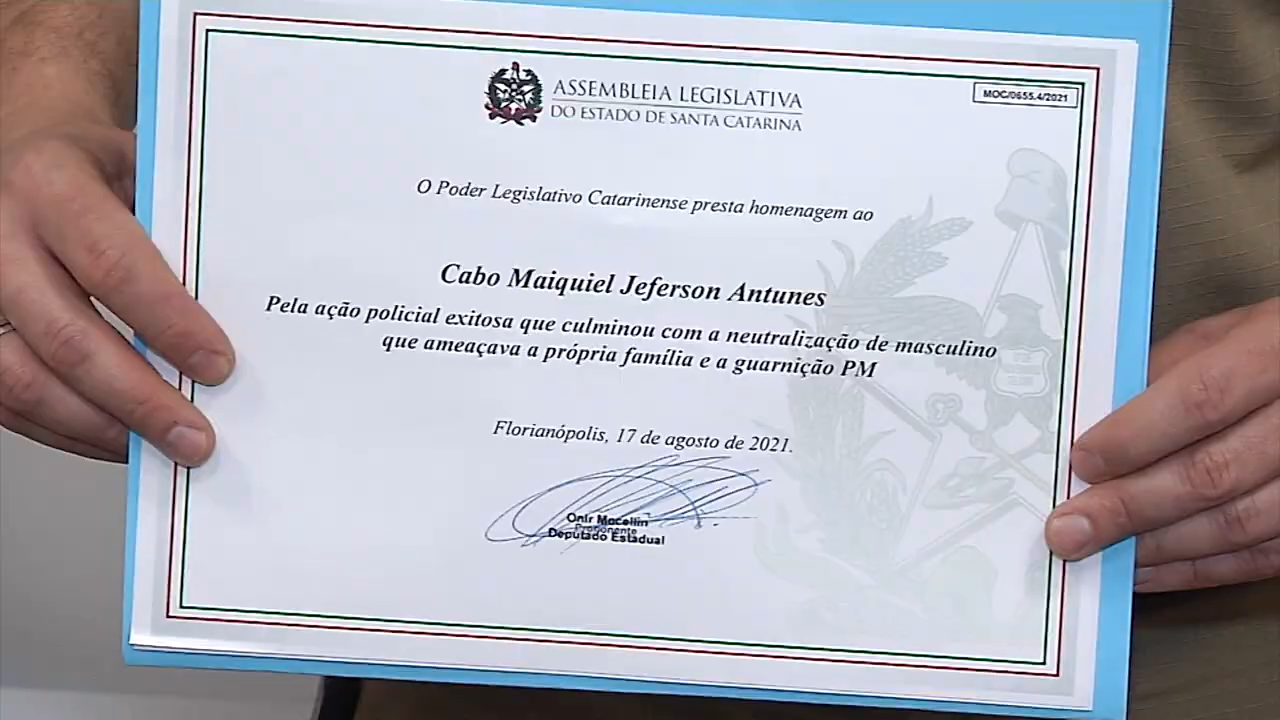 ASSEMBLEIA LEGISLATIVA
DO ESTADO DE SANTA CATARINA
MOC/0655.4/2021
O Poder Legislativo Catarinense presta homenagem ao
Cabo Maiquiel Jeferson Antunes
Pela ação policial exitosa que culminou com a neutralização de masculino
que ameaçava a própria família e a guarnição PM
Florianópolis, 17 de agosto de 2021.
Onir Mocellin
Proponente
Deputado Estadual